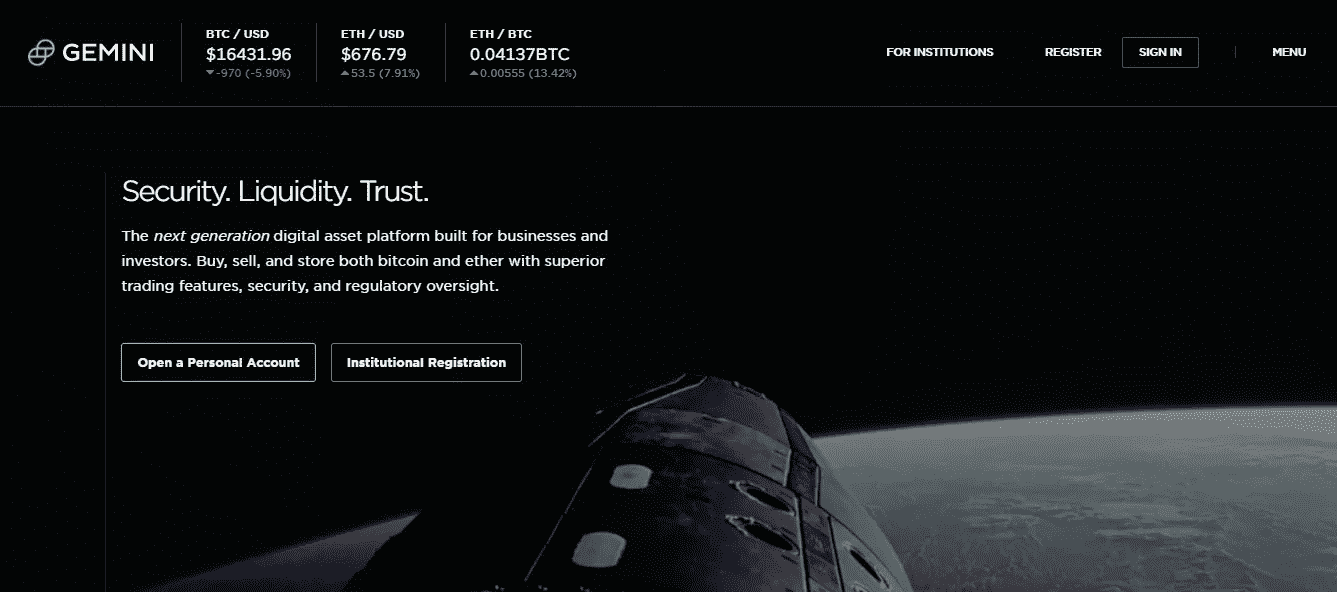 GEMINI
BTC / USD
$16431.96
-970 (-5.90%)
ETH / USD
$676.79
53.5 (7.91%)
ETH / BTC
0.04137BTC
0.00555 (13.42%)
FOR INSTITUTIONS
REGISTER
SIGN IN
MENU
Security. Liquidity. Trust.
The next generation digital asset platform built for businesses and
investors. Buy, sell, and store both bitcoin and ether with superior
trading features, security, and regulatory oversight.
Open a Personal Account
Institutional Registration